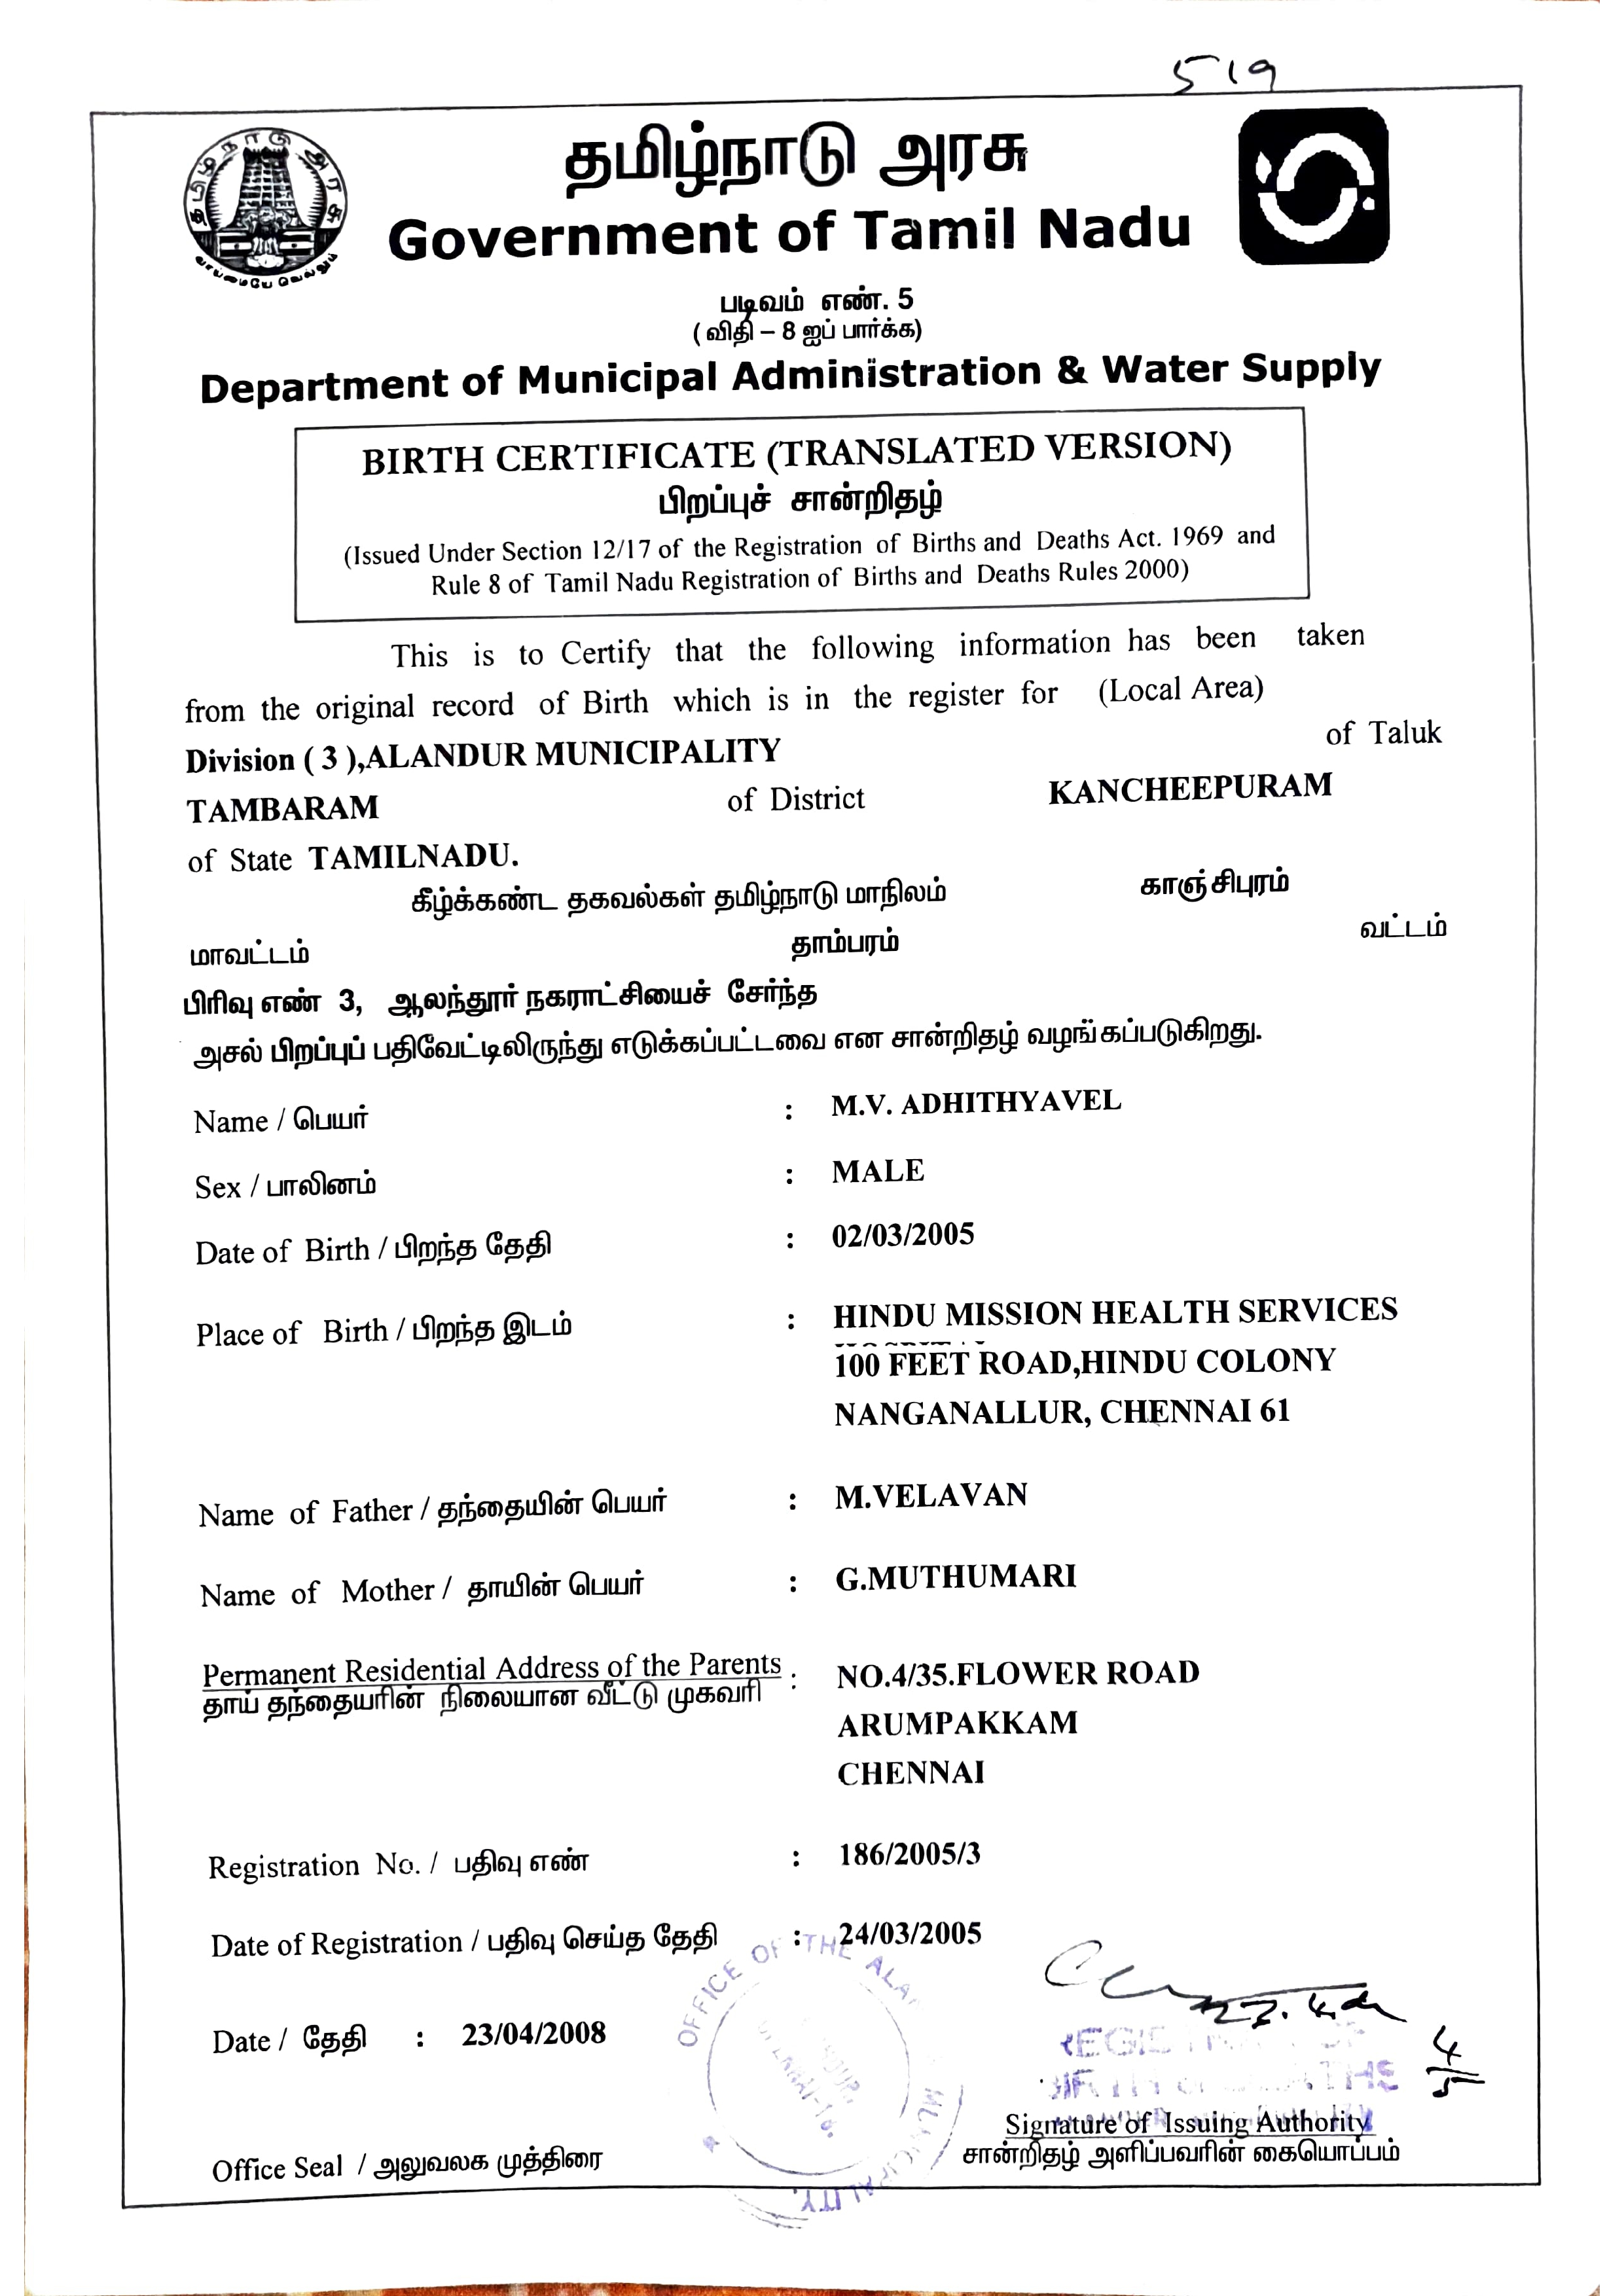 519
தமிழ்நாடு அரசு
தமிழ்நாடு அரசு
வாய்மையே வெல்லும்
Government of Tamil Nadu
படிவம் எண். 5
( விதி – 8 ஐப் பார்க்க)
Department of Municipal Administration & Water Supply
BIRTH CERTIFICATE (TRANSLATED VERSION)
பிறப்புச் சான்றிதழ்
(Issued Under Section 12/17 of the Registration of Births and Deaths Act. 1969 and
Rule 8 of Tamil Nadu Registration of Births and Deaths Rules 2000)
This is to Certify that the following information has been taken
from the original record of Birth which is in the register for (Local Area)
Division ( 3 ),ALANDUR MUNICIPALITY of Taluk
TAMBARAM of District KANCHEEPURAM
of State TAMILNADU.
கீழ்க்கண்ட தகவல்கள் தமிழ்நாடு மாநிலம் காஞ்சிபுரம்
மாவட்டம் தாம்பரம் வட்டம்
பிரிவு எண் 3, ஆலந்தூர் நகராட்சியைச் சேர்ந்த
அசல் பிறப்புப் பதிவேட்டிலிருந்து எடுக்கப்பட்டவை என சான்றிதழ் வழங்கப்படுகிறது.
Name / பெயர் : M.V. ADHITHYAVEL
Sex / பாலினம் : MALE
Date of Birth / பிறந்த தேதி : 02/03/2005
Place of Birth / பிறந்த இடம் : HINDU MISSION HEALTH SERVICES
100 FEET ROAD,HINDU COLONY
NANGANALLUR, CHENNAI 61
Name of Father / தந்தையின் பெயர் : M.VELAVAN
Name of Mother / தாயின் பெயர் : G.MUTHUMARI
Permanent Residential Address of the Parents : NO.4/35.FLOWER ROAD
தாய் தந்தையரின் நிலையான வீட்டு முகவரி
ARUMPAKKAM
CHENNAI
Registration No. / பதிவு எண் : 186/2005/3
Date of Registration / பதிவு செய்த தேதி : 24/03/2005
OFFICE OF THE
MUNICIPALITY
Date / தேதி : 23/04/2008
4/5
Signature of Issuing Authority
சான்றிதழ் அளிப்பவரின் கையொப்பம்
Office Seal / அலுவலக முத்திரை